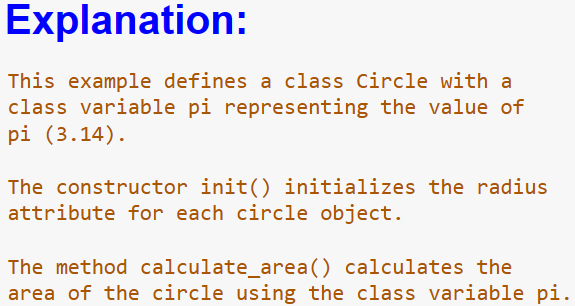 Explanation:
This example defines a class Circle with a
class variable pi representing the value of
pi (3.14).
The constructor init() initializes the radius
attribute for each circle object.
The method calculate_area() calculates the
area of the circle using the class variable pi.